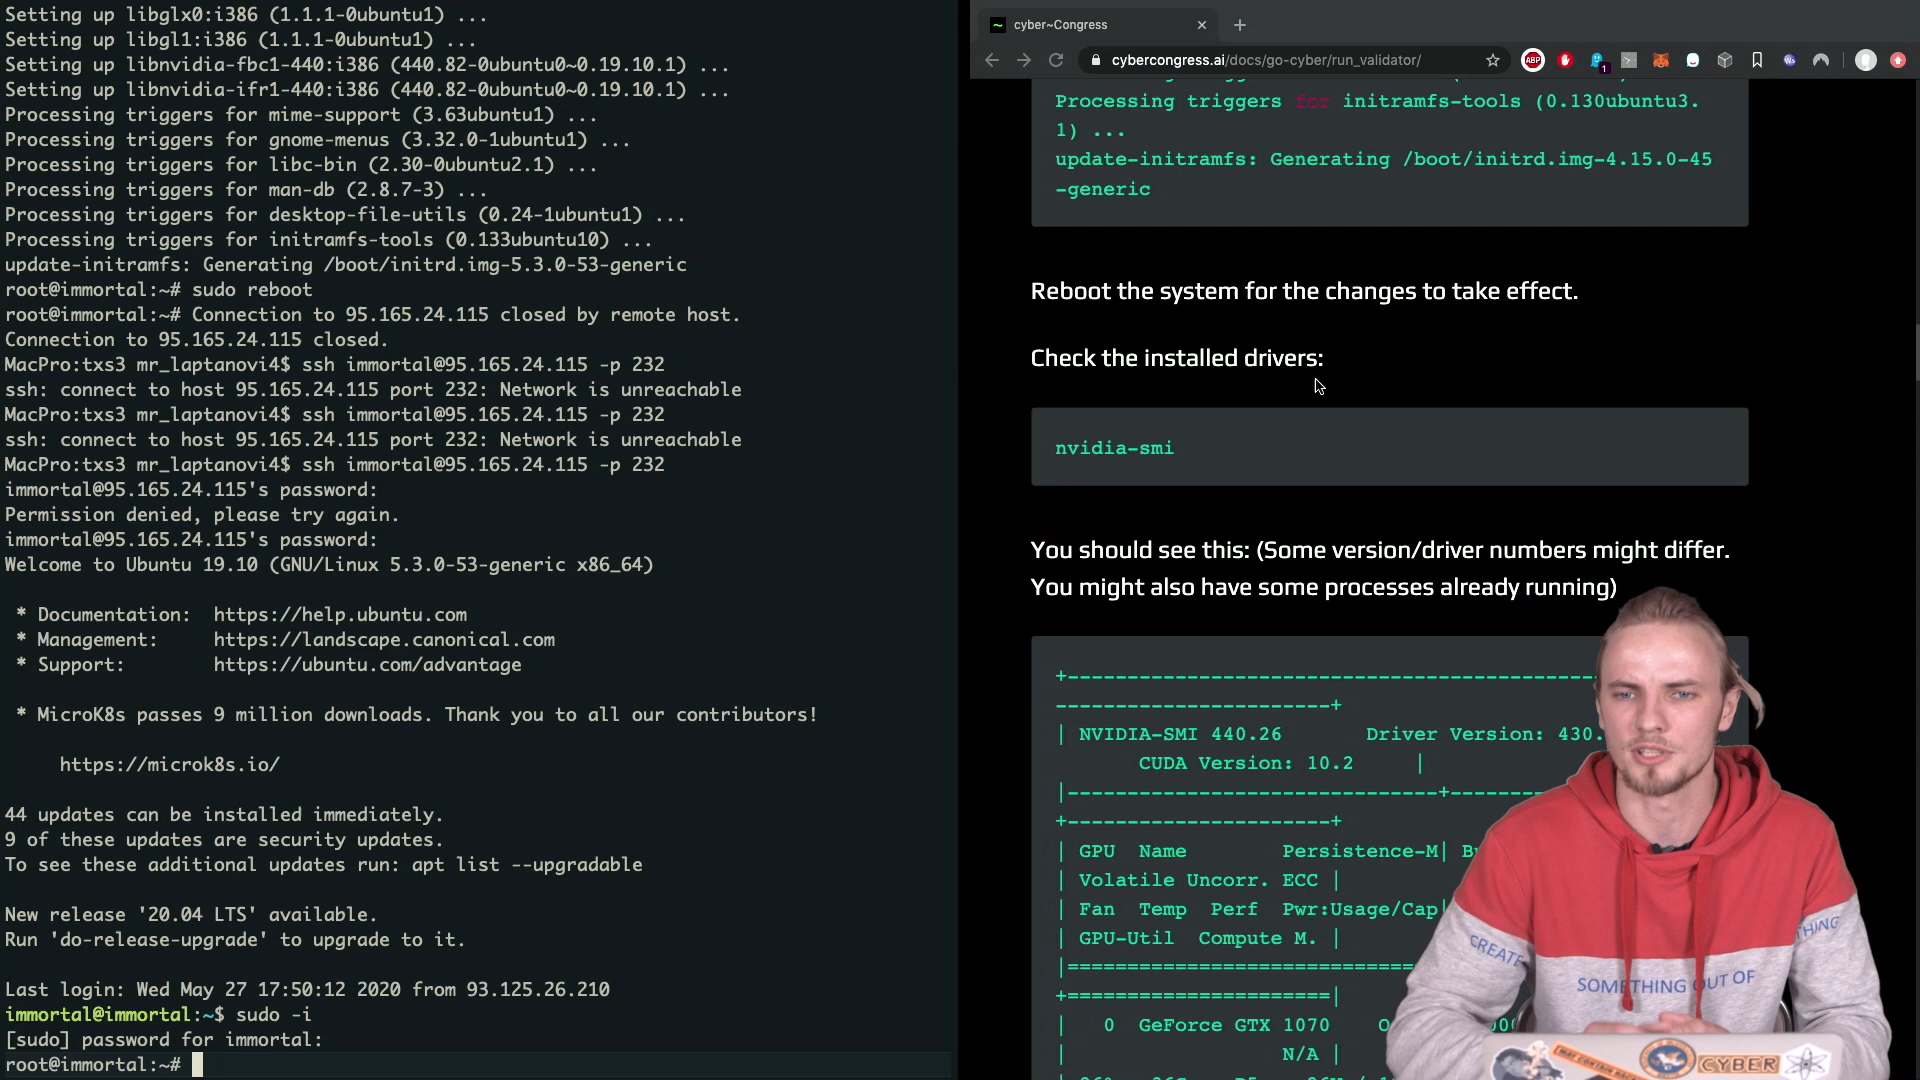 Setting up libglx0:i386 (1.1.1-0ubuntu1) ...
Setting up libgl1:i386 (1.1.1-0ubuntu1) ...
Setting up libnvidia-fbc1-440:i386 (440.82-0ubuntu0~0.19.10.1) ...
Setting up libnvidia-ifr1-440:i386 (440.82-0ubuntu0~0.19.10.1) ...
Processing triggers for mime-support (3.63ubuntu1) ...
Processing triggers for gnome-menus (3.32.0-1ubuntu1) ...
Processing triggers for libc-bin (2.30-0ubuntu2.1) ...
Processing triggers for man-db (2.8.7-3) ...
Processing triggers for desktop-file-utils (0.24-1ubuntu1) ...
Processing triggers for initramfs-tools (0.133ubuntu10) ...
update-initramfs: Generating /boot/initrd.img-5.3.0-53-generic
root@immortal:~# sudo reboot
root@immortal:~# Connection to 95.165.24.115 closed by remote host.
Connection to 95.165.24.115 closed.
MacPro:txs3 mr_laptanovi4$ ssh immortal@95.165.24.115 -p 232
ssh: connect to host 95.165.24.115 port 232: Network is unreachable
MacPro:txs3 mr_laptanovi4$ ssh immortal@95.165.24.115 -p 232
ssh: connect to host 95.165.24.115 port 232: Network is unreachable
MacPro:txs3 mr_laptanovi4$ ssh immortal@95.165.24.115 -p 232
immortal@95.165.24.115's password:
Permission denied, please try again.
immortal@95.165.24.115's password:
Welcome to Ubuntu 19.10 (GNU/Linux 5.3.0-53-generic x86_64)
* Documentation: https://help.ubuntu.com
* Management: https://landscape.canonical.com
* Support: https://ubuntu.com/advantage
* MicroK8s passes 9 million downloads. Thank you to all our contributors!
https://microk8s.io/
44 updates can be installed immediately.
9 of these updates are security updates.
To see these additional updates run: apt list --upgradable
New release '20.04 LTS' available.
Run 'do-release-upgrade' to upgrade to it.
Last login: Wed May 27 17:50:12 2020 from 93.125.26.210
immortal@immortal:~$ sudo -i
[sudo] password for immortal:
root@immortal:~#
cyber~Congress
cybercongress.ai/docs/go-cyber/run_validator/
ABP
1
Processing triggers for initramfs-tools (0.130ubuntu3.
1) ...
update-initramfs: Generating /boot/initrd.img-4.15.0-45
-generic
Reboot the system for the changes to take effect.
Check the installed drivers:
nvidia-smi
You should see this: (Some version/driver numbers might differ.
You might also have some processes already running)
+--------------------------------------------
-----------------------+
| NVIDIA-SMI 440.26 Driver Version: 430.
CUDA Version: 10.2 |
|-------------------------------+----------
+----------------------+
| GPU Name Persistence-M|
| Volatile Uncorr. ECC |
| Fan Temp Perf Pwr:Usage/Cap|
| GPU-Util Compute M. |
|==============================
+======================|
| 0 GeForce GTX 1070
| N/A |
CREATE
SOMETHING OUT OF
THING
CYBER